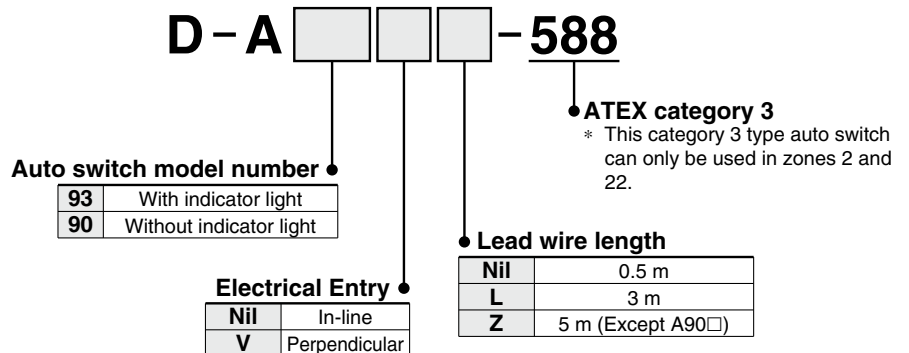 D-A -588
ATEX category 3
* This category 3 type auto switch
can only be used in zones 2 and
22.
Auto switch model number
93 With indicator light
90 Without indicator light
Lead wire length
Nil 0.5 m
L 3 m
Z 5 m (Except A90□)
Electrical Entry
Nil In-line
V Perpendicular